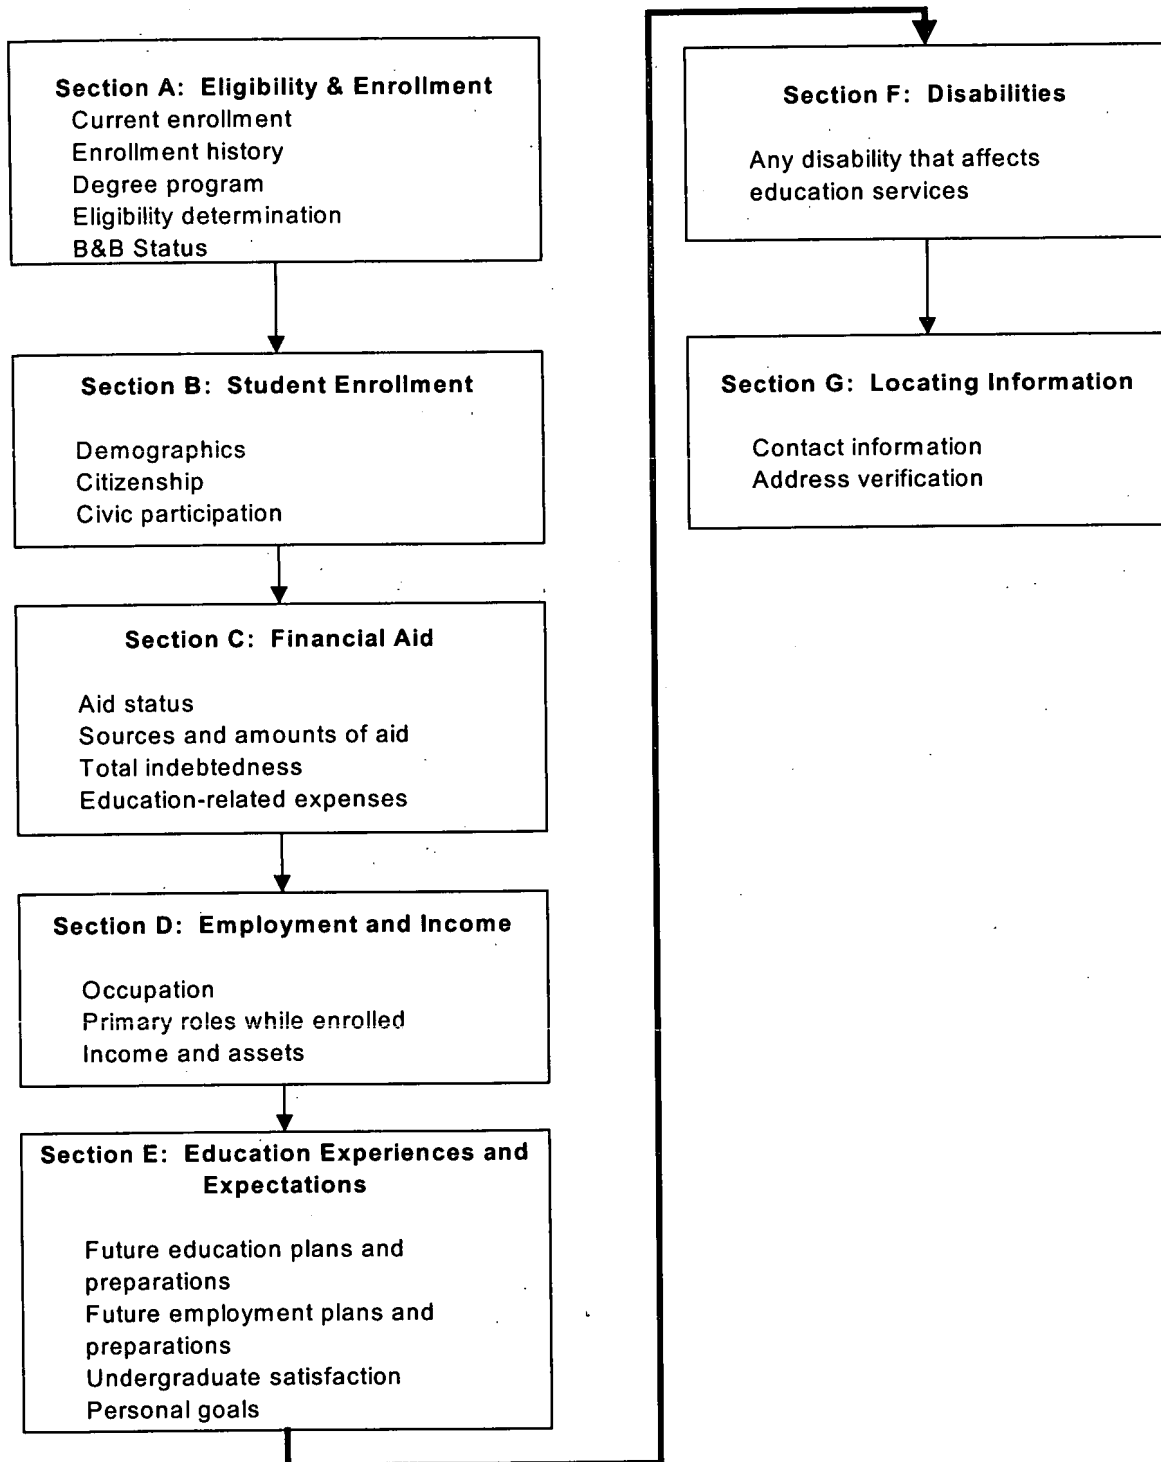 Section A: Eligibility & Enrollment
Current enrollment
Enrollment history
Degree program
Eligibility determination
B&B Status
Section B: Student Enrollment
Demographics
Citizenship
Civic participation
Section C: Financial Aid
Aid status
Sources and amounts of aid
Total indebtedness
Education-related expenses
Section D: Employment and Income
Occupation
Primary roles while enrolled
Income and assets
Section E: Education Experiences and
Expectations
Future education plans and
preparations
Future employment plans and
preparations
Undergraduate satisfaction
Personal goals
Section F: Disabilities
Any disability that affects
education services
Section G: Locating Information
Contact information
Address verification